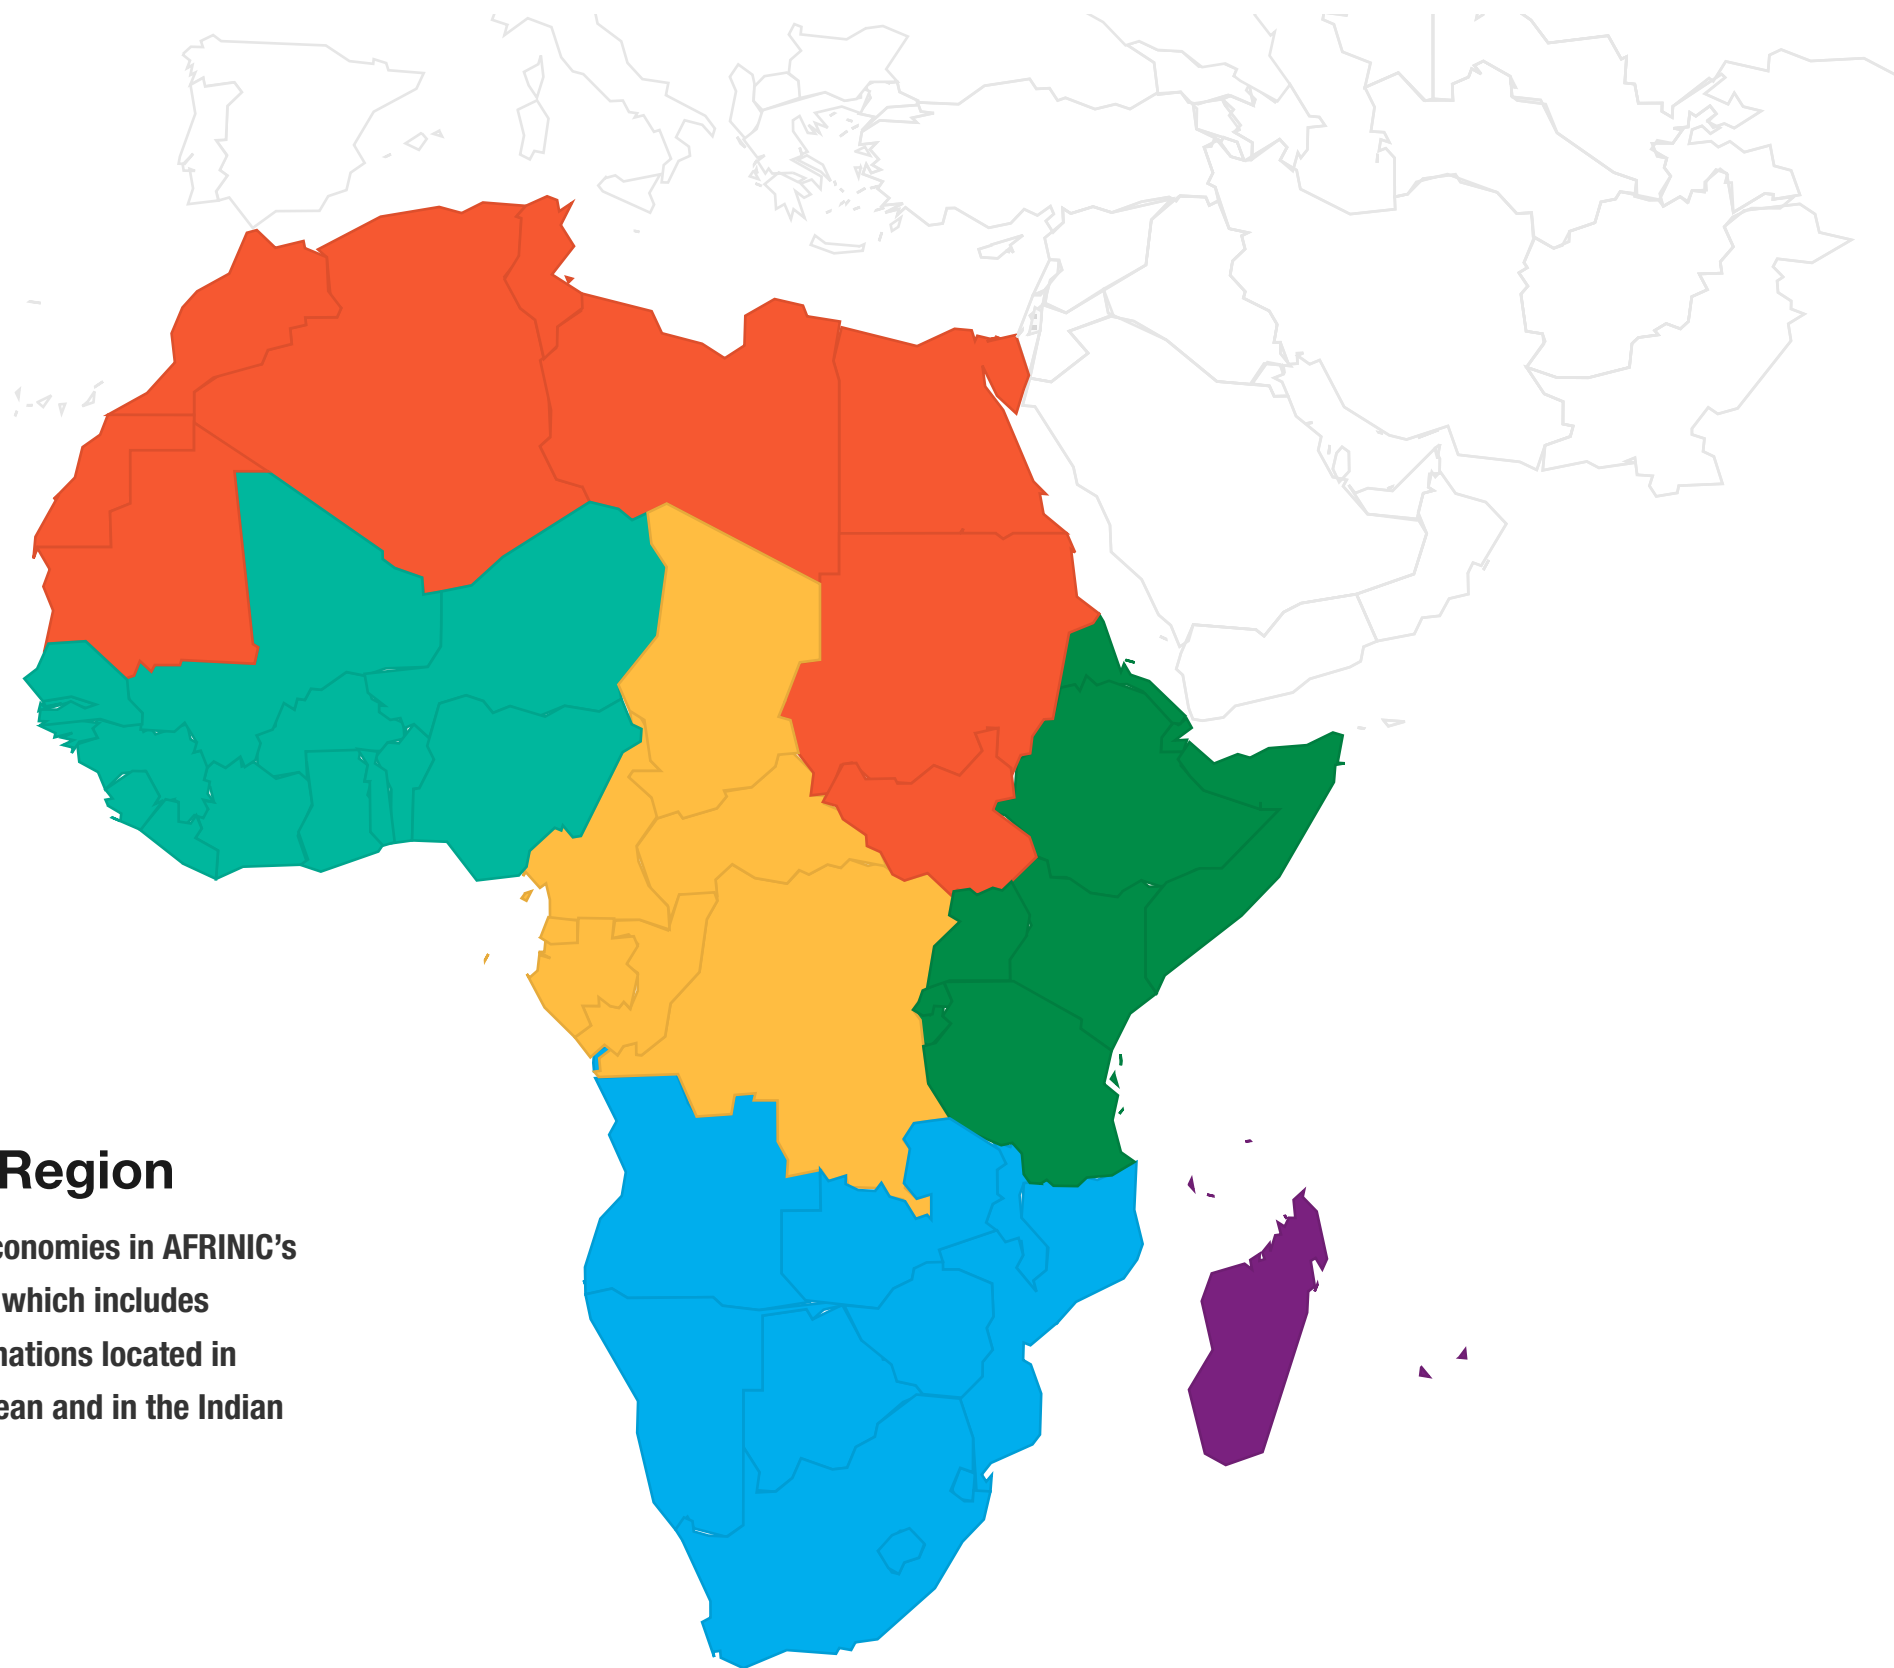 Region
conomies in AFRINIC’s
which includes
nations located in
ean and in the Indian